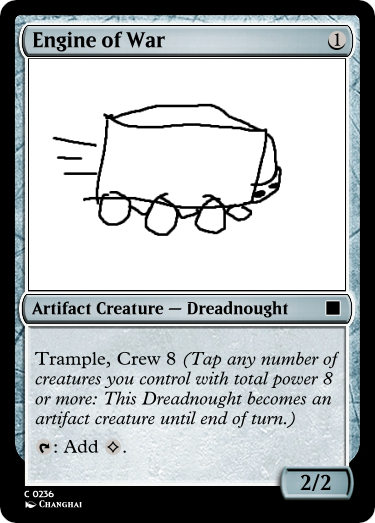 Engine of War 1
Artifact Creature — Dreadnought
Trample, Crew 8 (Tap any number of
creatures you control with total power 8
or more: This Dreadnought becomes an
artifact creature until end of turn.)
: Add .
2/2
C 0236
Changhai